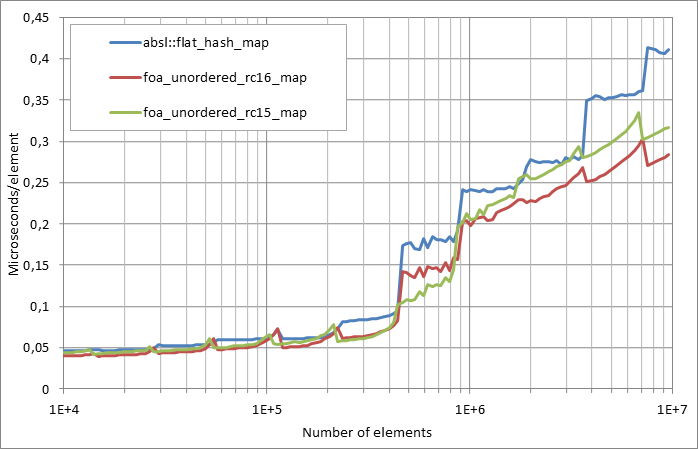 0,45
0,4
0,35
0,3
0,25
0,2
0,15
0,1
0,05
0
Microseconds/element
absl::flat_hash_map
foa_unordered_rc16_map
foa_unordered_rc15_map
1E+4 1E+5 1E+6 1E+7
Number of elements